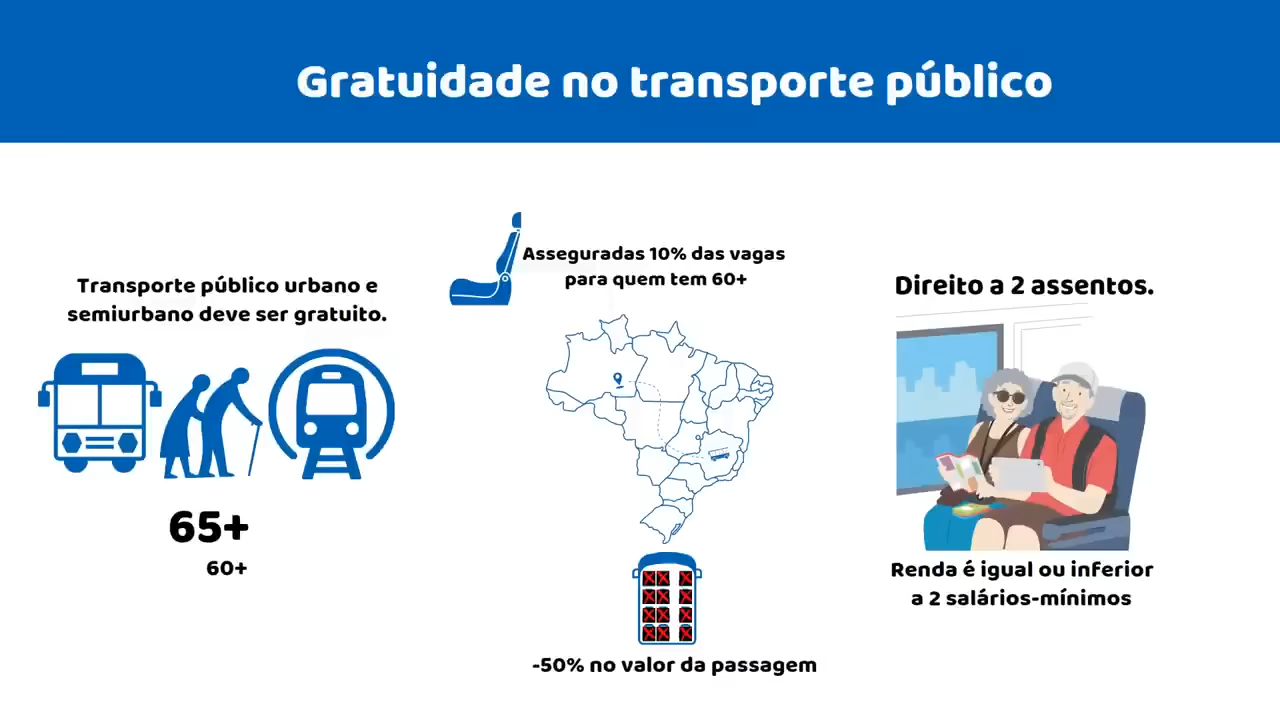 Gratuidade no transporte público
Transporte público urbano e
semiurbano deve ser gratuito.
65+
60+
Asseguradas 10% das vagas
para quem tem 60+
-50% no valor da passagem
Direito a 2 assentos.
Renda é igual ou inferior
a 2 salários-mínimos